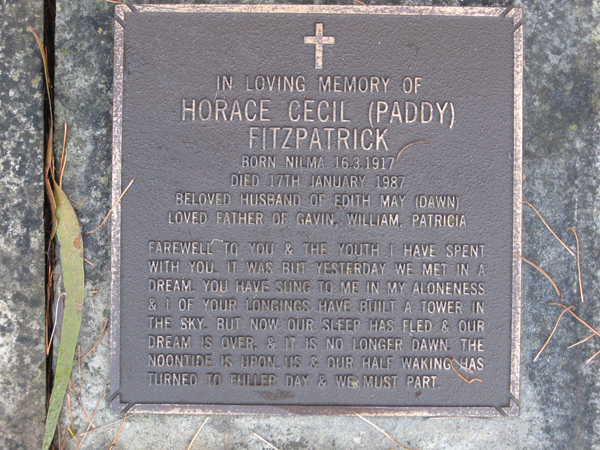 IN LOVING MEMORY OF
HORACE CECIL (PADDY)
FITZPATRICK
BORN NILMA 16.3.1917
DIED 17TH JANUARY 1987
BELOVED HUSBAND OF EDITH MAY (DAWN)
LOVED FATHER OF GAVIN, WILLIAM, PATRICIA
FAREWELL TO YOU & THE YOUTH I HAVE SPENT
WITH YOU. IT WAS BUT YESTERDAY WE MET IN A
DREAM. YOU HAVE SUNG TO ME IN MY ALONENESS
& I OF YOUR LONGINGS HAVE BUILT A TOWER IN
THE SKY. BUT NOW OUR SLEEP HAS FLED & OUR
DREAM IS OVER, & IT IS NO LONGER DAWN. THE
NOONTIDE IS UPON US & OUR HALF WAKING HAS
TURNED TO FULLER DAY & WE MUST PART.